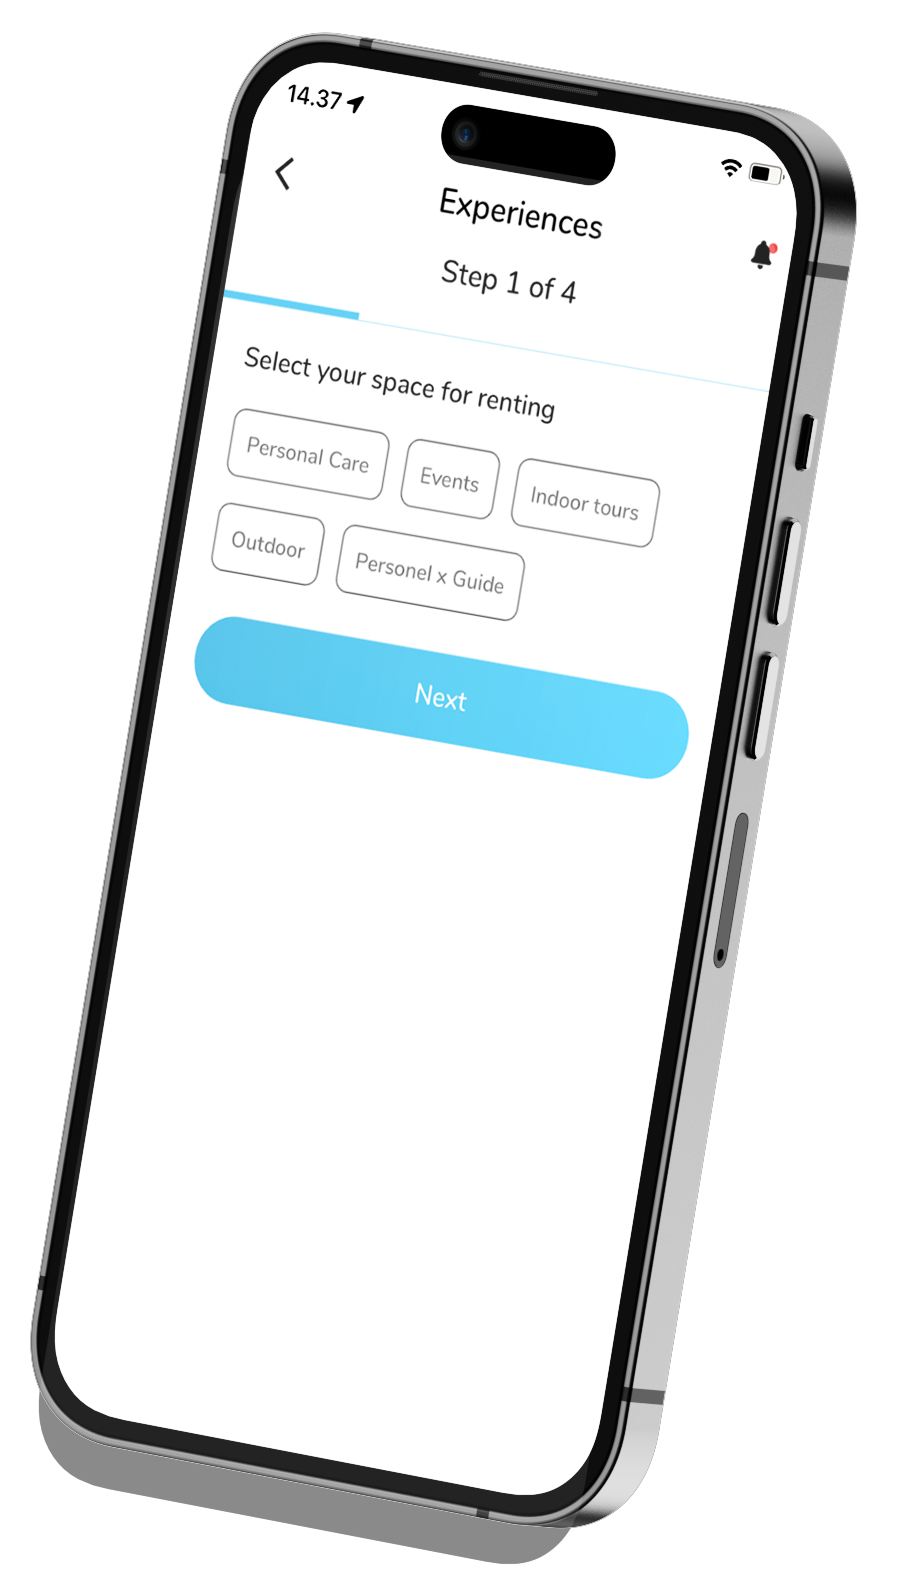 14.37
Experiences
Step 1 of 4
Select your space for renting
Personal Care
Events
Indoor tours
Outdoor
Personel x Guide
Next